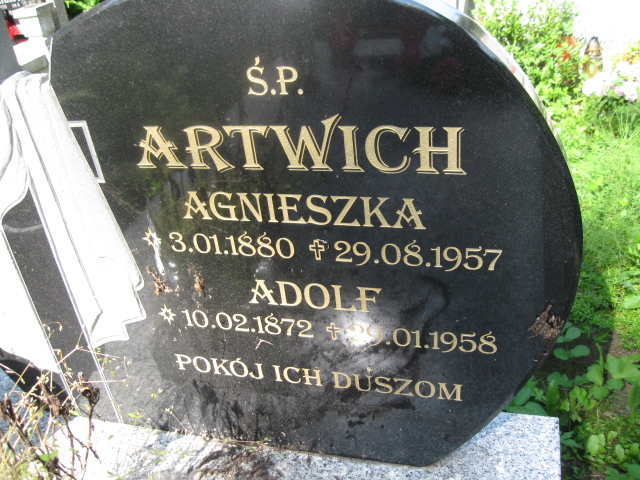 Ś.P.
ARTWICH
AGNIESZKA
* 3.01.1880 ✝ 29.08.1957
ADOLF
* 10.02.1872 ✝ 29.01.1958
POKÓJ ICH DUSZOM